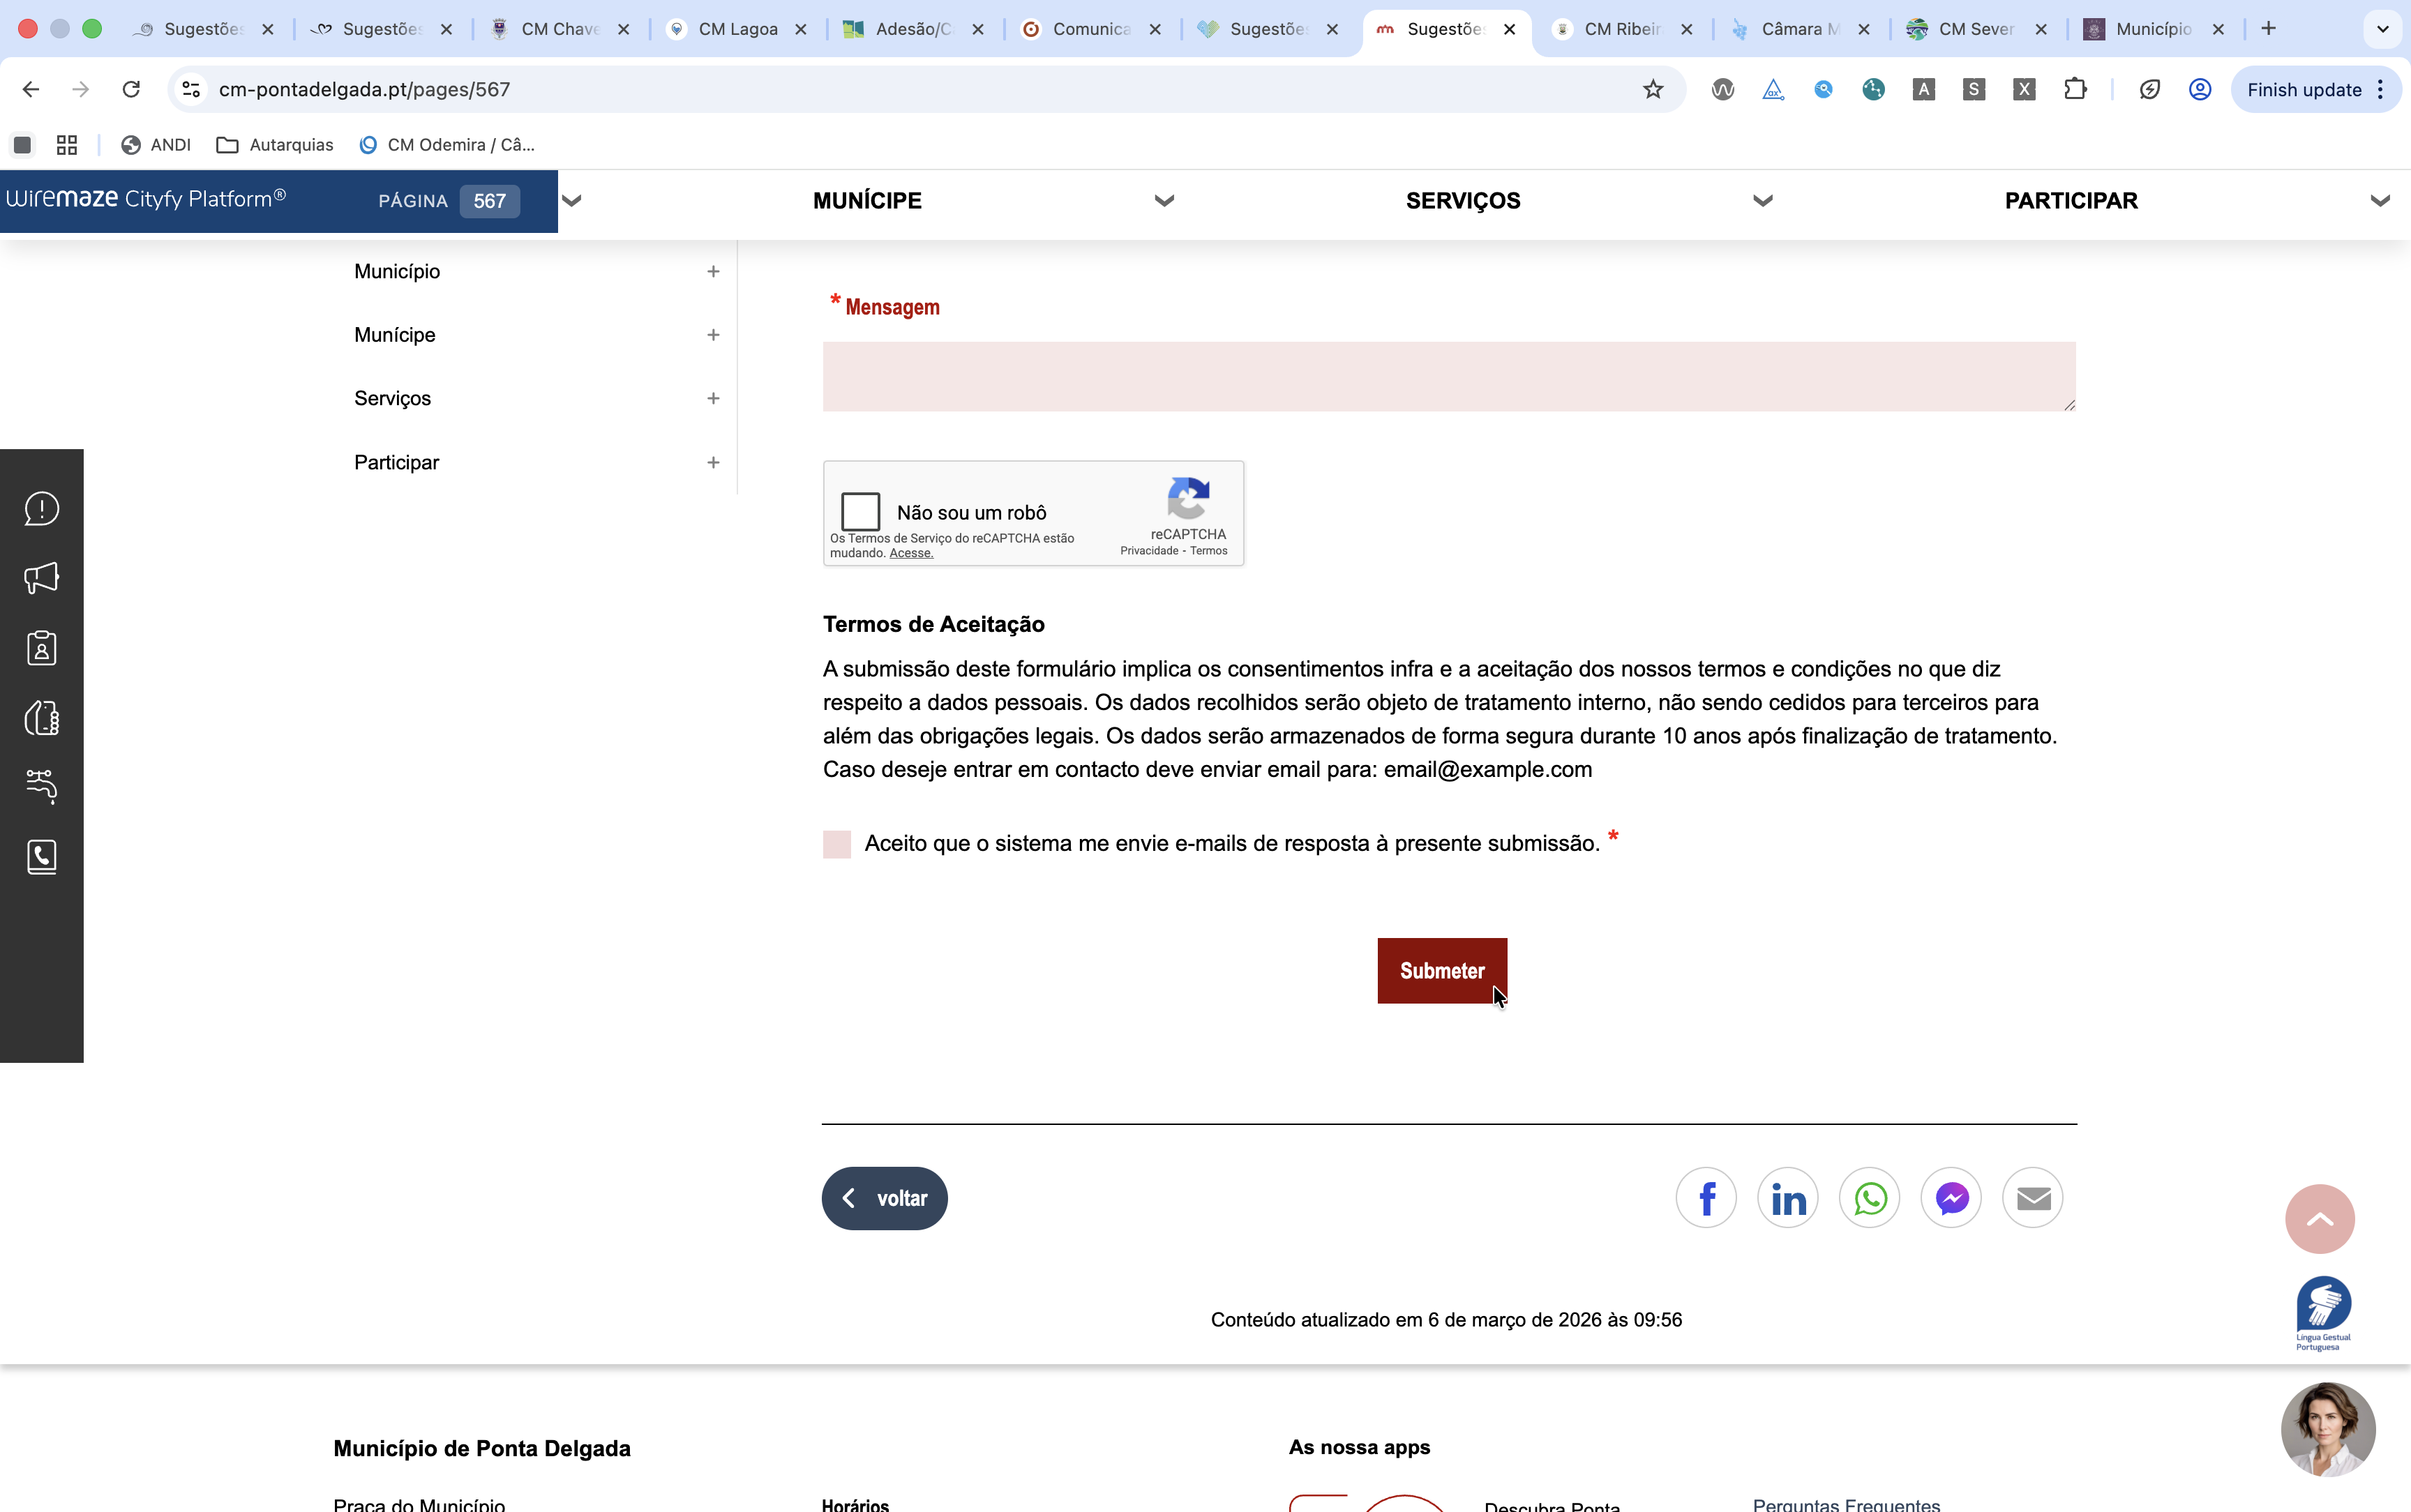 Sugestões
Sugestões
CM Chave
CM Lagoa
Adesão/C
Comunica
Sugestões
Sugestões
CM Ribeir
Câmara M
CM Sever
Município
cm-pontadelgada.pt/pages/567
Finish update
ANDI
Autarquias
CM Odemira / Câ...
wiremaze Cityfy Platform®
PÁGINA 567
MUNÍCIPE
SERVIÇOS
PARTICIPAR
Município
Munícipe
Serviços
Participar
* Mensagem
Não sou um robô
Os Termos de Serviço do reCAPTCHA estão
mudando. Acesse.
reCAPTCHA
Privacidade - Termos
Termos de Aceitação
A submissão deste formulário implica os consentimentos infra e a aceitação dos nossos termos e condições no que diz
respeito a dados pessoais. Os dados recolhidos serão objeto de tratamento interno, não sendo cedidos para terceiros para
além das obrigações legais. Os dados serão armazenados de forma segura durante 10 anos após finalização de tratamento.
Caso deseje entrar em contacto deve enviar email para: email@example.com
Aceito que o sistema me envie e-mails de resposta à presente submissão. *
Submeter
voltar
Conteúdo atualizado em 6 de março de 2026 às 09:56
Língua Gestual
Portuguesa
Município de Ponta Delgada
As nossa apps
Praça do Município
Horários
Descubra Ponta
Perguntas Frequentes